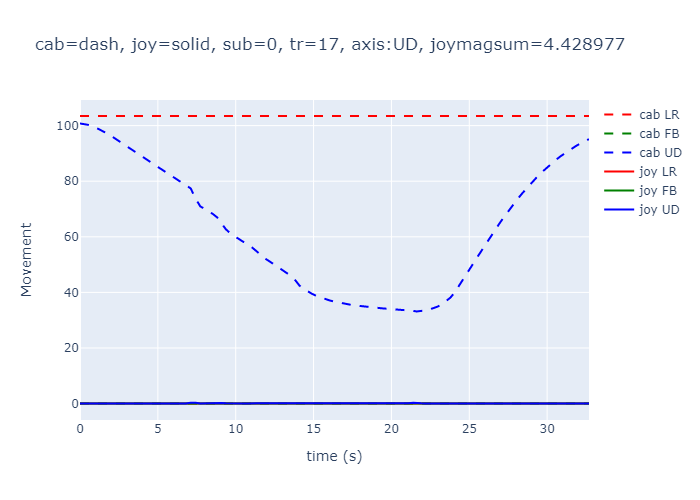 cab=dash, joy=solid, sub=0, tr=17, axis:UD, joymagsum=4.428977
cab LR
cab FB
cab UD
joy LR
joy FB
joy UD
Movement
100
80
60
40
20
0
0 5 10 15 20 25 30
time (s)